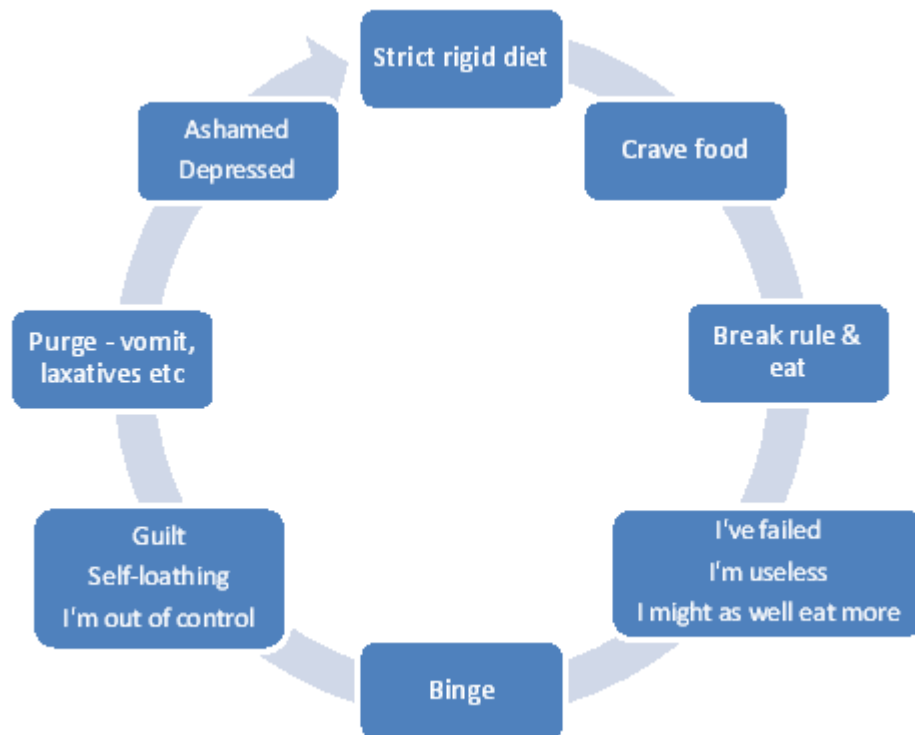 Strict rigid diet
Crave food
Break rule &
eat
I've failed
I'm useless
I might as well eat more
Binge
Guilt
Self-loathing
I'm out of control
Purge - vomit,
laxatives etc
Ashamed
Depressed